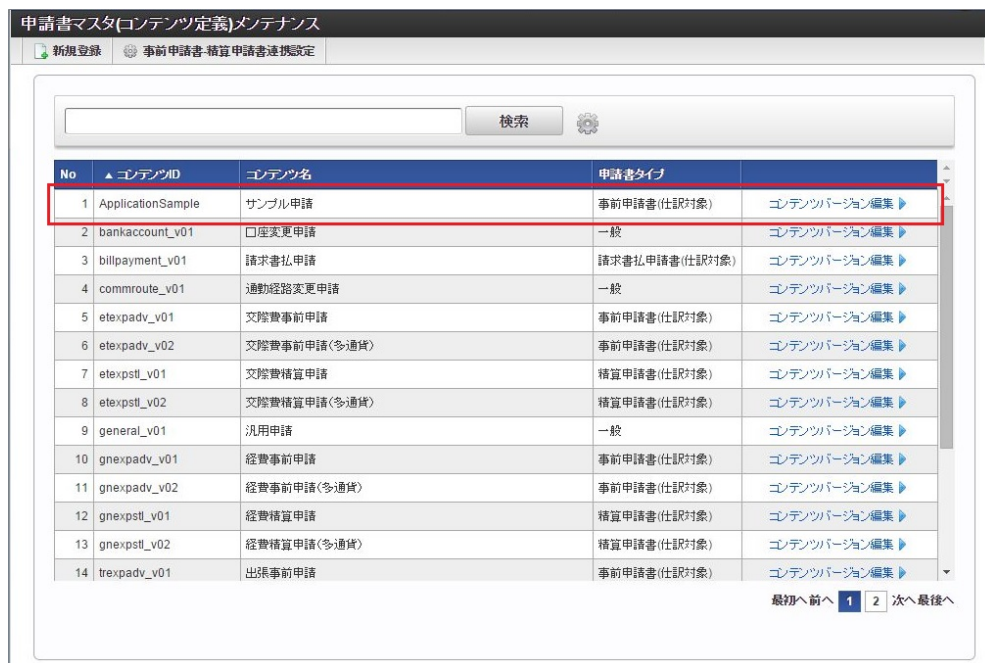 申請書マスタ(コンテンツ定義)メンテナンス
新規登録 事前申請書-精算申請書連携設定
検索
No ▲ コンテンツID コンテンツ名 申請書タイプ
1 ApplicationSample サンプル申請 事前申請書(仕訳対象) コンテンツバージョン編集
2 bankaccount_v01 口座変更申請 一般 コンテンツバージョン編集
3 billpayment_v01 請求書払申請 請求書払申請書(仕訳対象) コンテンツバージョン編集
4 commroute_v01 通勤経路変更申請 一般 コンテンツバージョン編集
5 etexpadv_v01 交際費事前申請 事前申請書(仕訳対象) コンテンツバージョン編集
6 etexpadv_v02 交際費事前申請(多通貨) 事前申請書(仕訳対象) コンテンツバージョン編集
7 etexpstl_v01 交際費精算申請 精算申請書(仕訳対象) コンテンツバージョン編集
8 etexpstl_v02 交際費精算申請(多通貨) 精算申請書(仕訳対象) コンテンツバージョン編集
9 general_v01 汎用申請 一般 コンテンツバージョン編集
10 gnexpadv_v01 経費事前申請 事前申請書(仕訳対象) コンテンツバージョン編集
11 gnexpadv_v02 経費事前申請(多通貨) 事前申請書(仕訳対象) コンテンツバージョン編集
12 gnexpstl_v01 経費精算申請 精算申請書(仕訳対象) コンテンツバージョン編集
13 gnexpstl_v02 経費精算申請(多通貨) 精算申請書(仕訳対象) コンテンツバージョン編集
14 trexpadv_v01 出張事前申請 事前申請書(仕訳対象) コンテンツバージョン編集
最初へ 前へ 1 2 次へ 最後へ